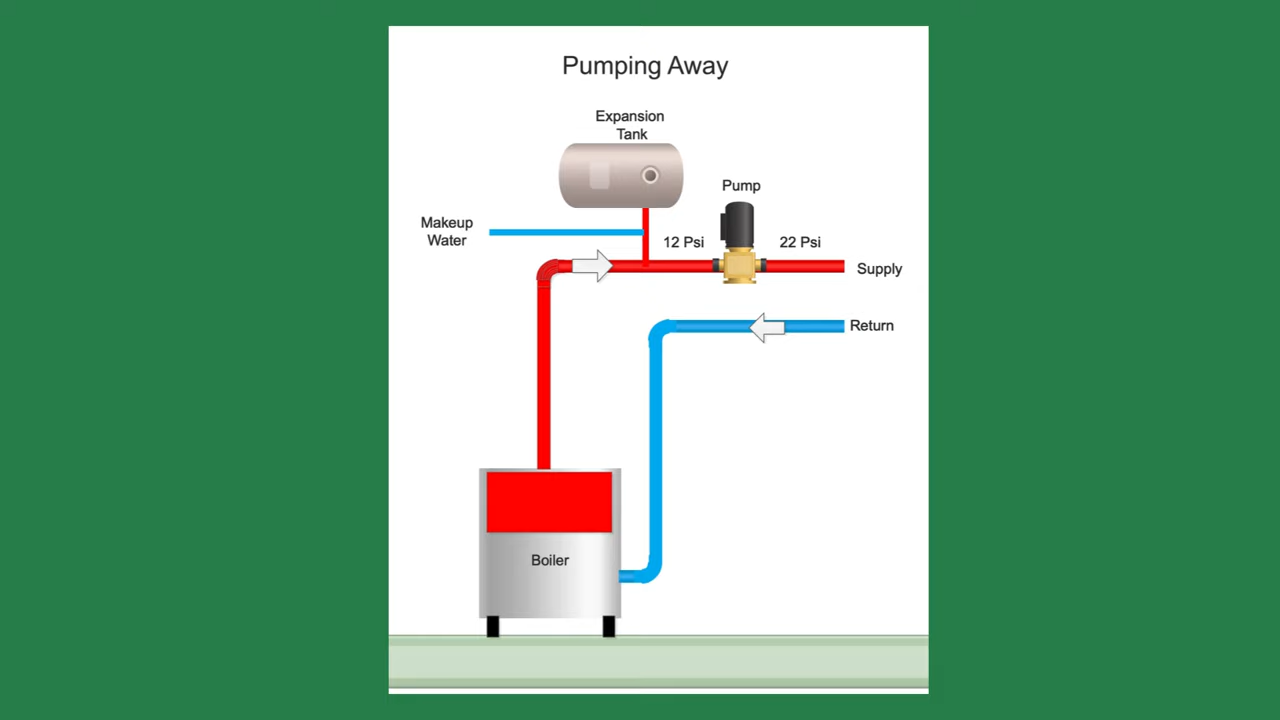 Pumping Away
Expansion
Tank
Pump
Makeup
Water
12 Psi
22 Psi
Supply
Return
Boiler